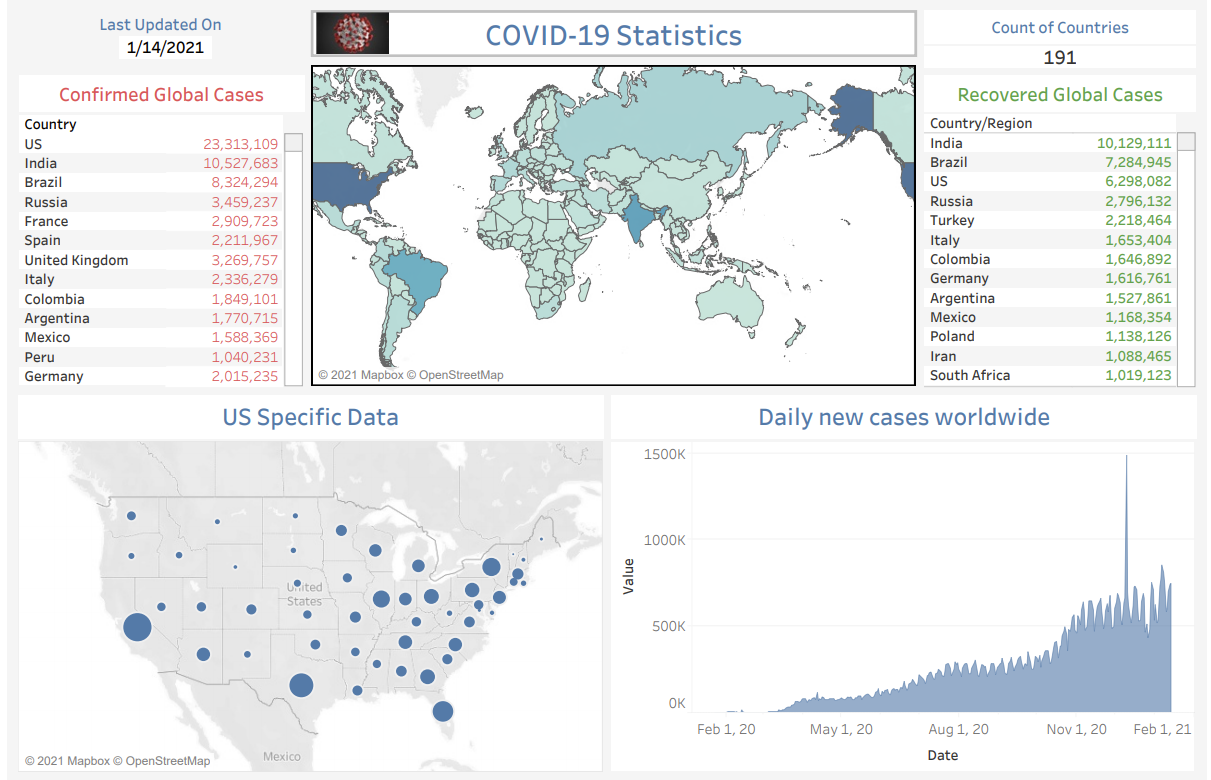 Last Updated On
1/14/2021
COVID-19 Statistics
Count of Countries
191
Confirmed Global Cases
Country
US 23,313,109
India 10,527,683
Brazil 8,324,294
Russia 3,459,237
France 2,909,723
Spain 2,211,967
United Kingdom 3,269,757
Italy 2,336,279
Colombia 1,849,101
Argentina 1,770,715
Mexico 1,588,369
Peru 1,040,231
Germany 2,015,235
© 2021 Mapbox © OpenStreetMap
Recovered Global Cases
Country/Region
India 10,129,111
Brazil 7,284,945
US 6,298,082
Russia 2,796,132
Turkey 2,218,464
Italy 1,653,404
Colombia 1,646,892
Germany 1,616,761
Argentina 1,527,861
Mexico 1,168,354
Poland 1,138,126
Iran 1,088,465
South Africa 1,019,123
US Specific Data
United
States
Mexico
© 2021 Mapbox © OpenStreetMap
Daily new cases worldwide
1500K
1000K
500K
0K
Value
Feb 1, 20 May 1, 20 Aug 1, 20 Nov 1, 20 Feb 1, 21
Date